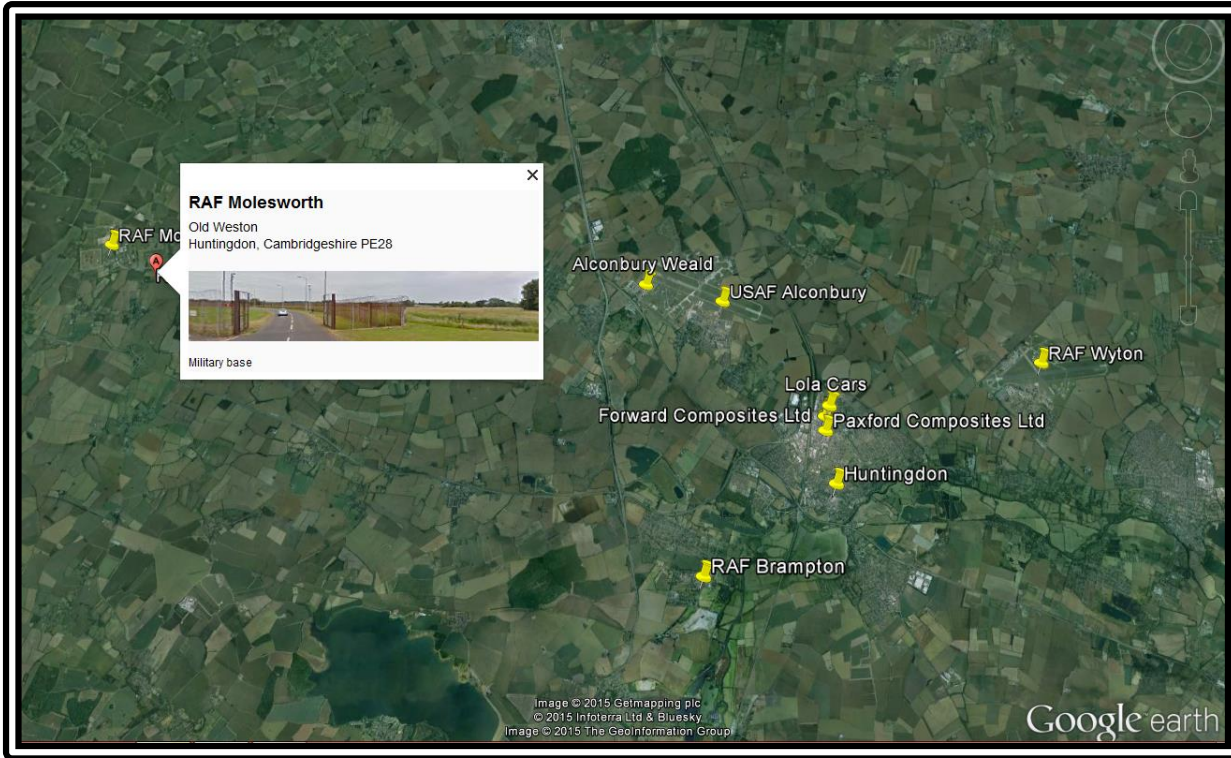 RAF Molesworth
Old Weston
Huntingdon, Cambridgeshire PE28
Military base
RAF Mo
A
Alconbury Weald
USAF Alconbury
RAF Wyton
Lola Cars
Forward Composites Ltd
Paxford Composites Ltd
Huntingdon
RAF Brampton
Image © 2015 Getmapping plc
© 2015 Infoterra Ltd & Bluesky
Image © 2015 The GeoInformation Group
Google earth